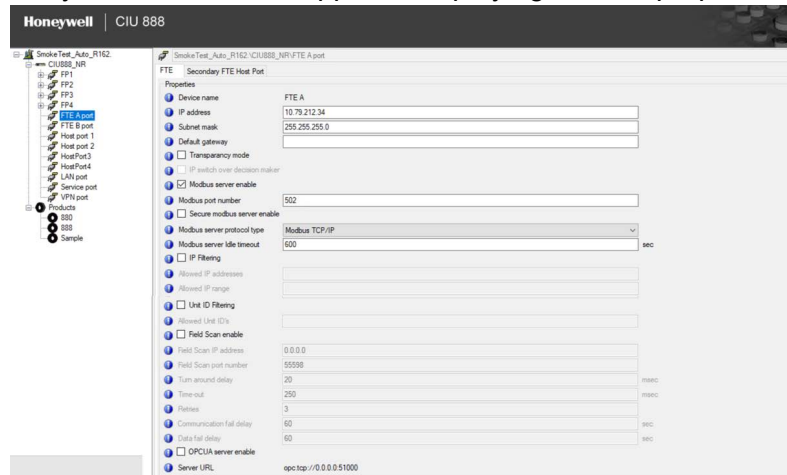 Honeywell | CIU 888
SmokeTest_Auto_R162.
CIU888_NR
FP1
FP2
FP3
FP4
FTE A port
FTE B port
Host port 1
Host port 2
HostPort3
HostPort4
LAN port
Service port
VPN port
Products
880
888
Sample
SmokeTest_Auto_R162.\CIU888_NR\FTE A port
FTE Secondary FTE Host Port
Properties
Device name FTE A
IP address 10.79.212.34
Subnet mask 255.255.255.0
Default gateway
Transparancy mode
IP switch over decision maker
Modbus server enable
Modbus port number 502
Secure modbus server enable
Modbus server protocol type Modbus TCP/IP
Modbus server Idle timeout 600 sec
IP Filtering
Allowed IP addresses
Allowed IP range
Unit ID Filtering
Allowed Unit ID's
Field Scan enable
Field Scan IP address 0.0.0.0
Field Scan port number 55598
Turn around delay 20 msec
Time-out 250 msec
Retries 3
Communication fail delay 60 sec
Data fail delay 60 sec
OPCUA server enable
Server URL opc.tcp://0.0.0.0:51000